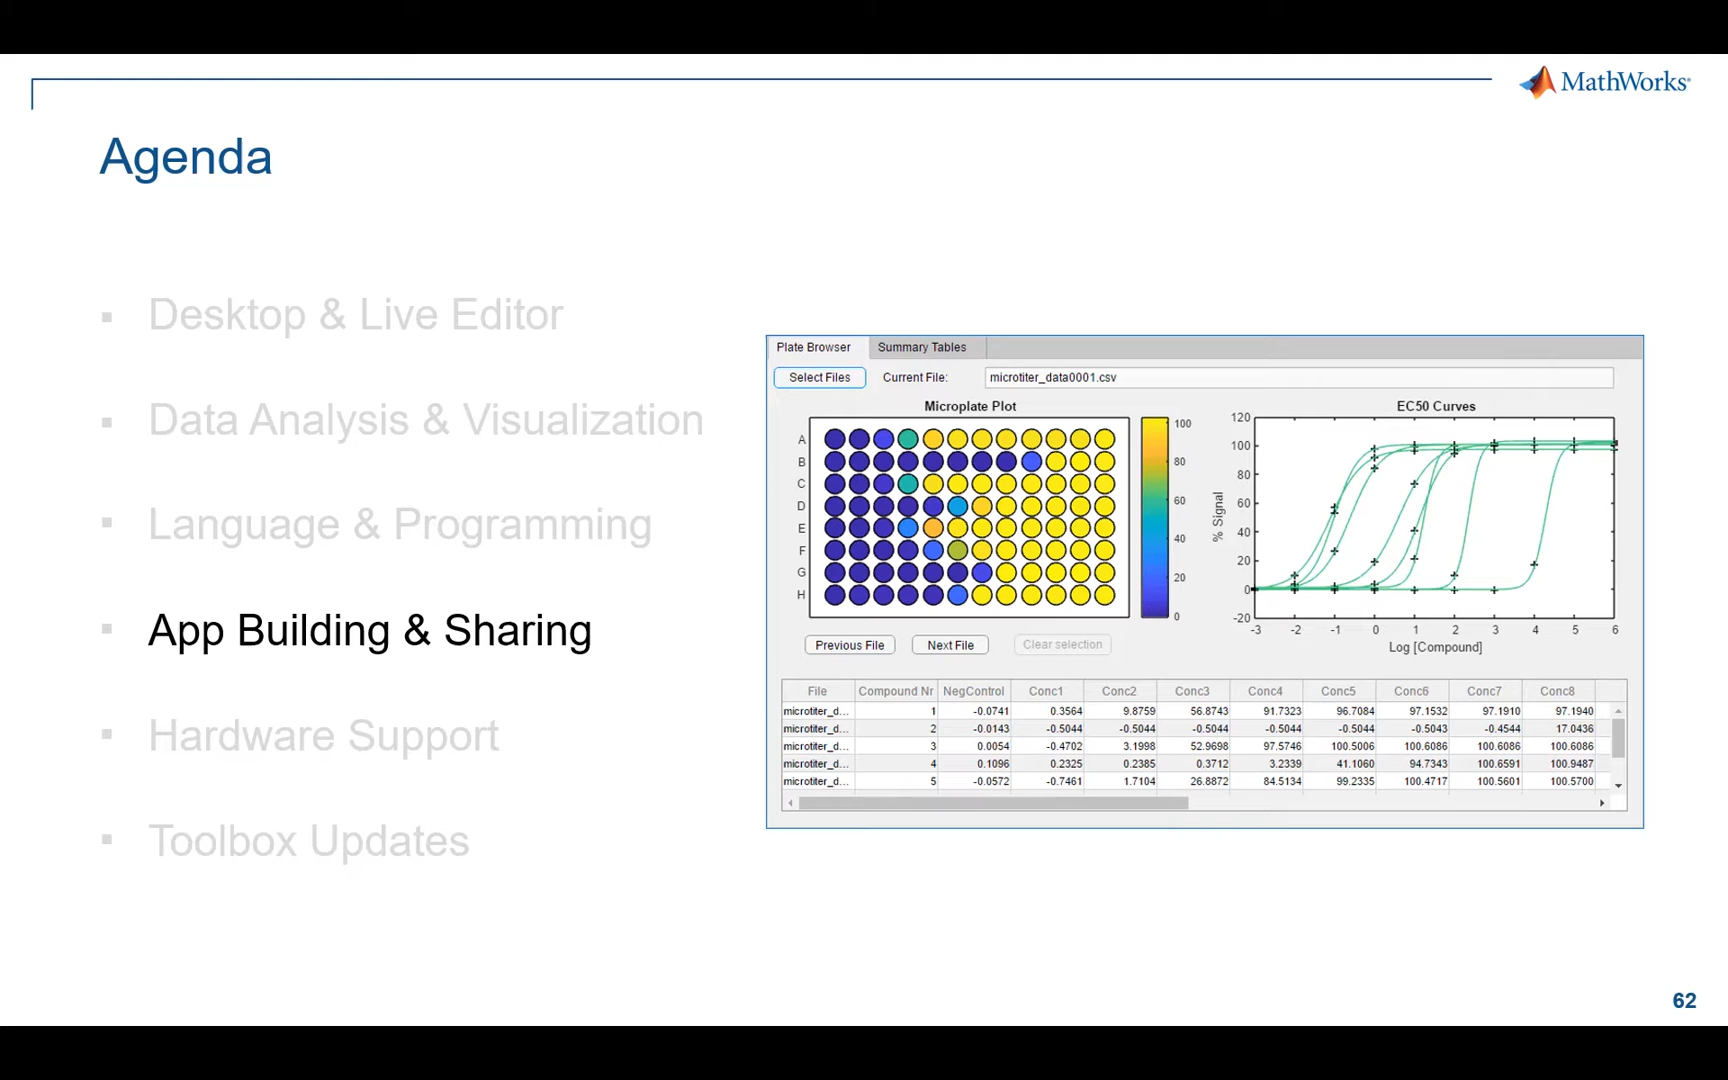 MathWorks®
Agenda
▪ Desktop & Live Editor
▪ Data Analysis & Visualization
▪ Language & Programming
▪ App Building & Sharing
▪ Hardware Support
▪ Toolbox Updates
Plate Browser Summary Tables
Select Files Current File: microtiter_data0001.csv
Microplate Plot
A
B
C
D
E
F
G
H
100
80
60
40
20
0
Previous File Next File Clear selection
EC50 Curves
% Signal
120
100
80
60
40
20
0
-20
-3 -2 -1 0 1 2 3 4 5 6
Log [Compound]
File Compound Nr NegControl Conc1 Conc2 Conc3 Conc4 Conc5 Conc6 Conc7 Conc8
microtiter_d... 1 -0.0741 0.3564 9.8759 56.8743 91.7323 96.7084 97.1532 97.1910 97.1940
microtiter_d... 2 -0.0143 -0.5044 -0.5044 -0.5044 -0.5044 -0.5044 -0.5043 -0.4544 17.0436
microtiter_d... 3 0.0054 -0.4702 3.1998 52.9698 97.5746 100.5006 100.6086 100.6086 100.6086
microtiter_d... 4 0.1096 0.2325 0.2385 0.3712 3.2339 41.1060 94.7343 100.6591 100.9487
microtiter_d... 5 -0.0572 -0.7461 1.7104 26.8872 84.5134 99.2335 100.4717 100.5601 100.5700
62